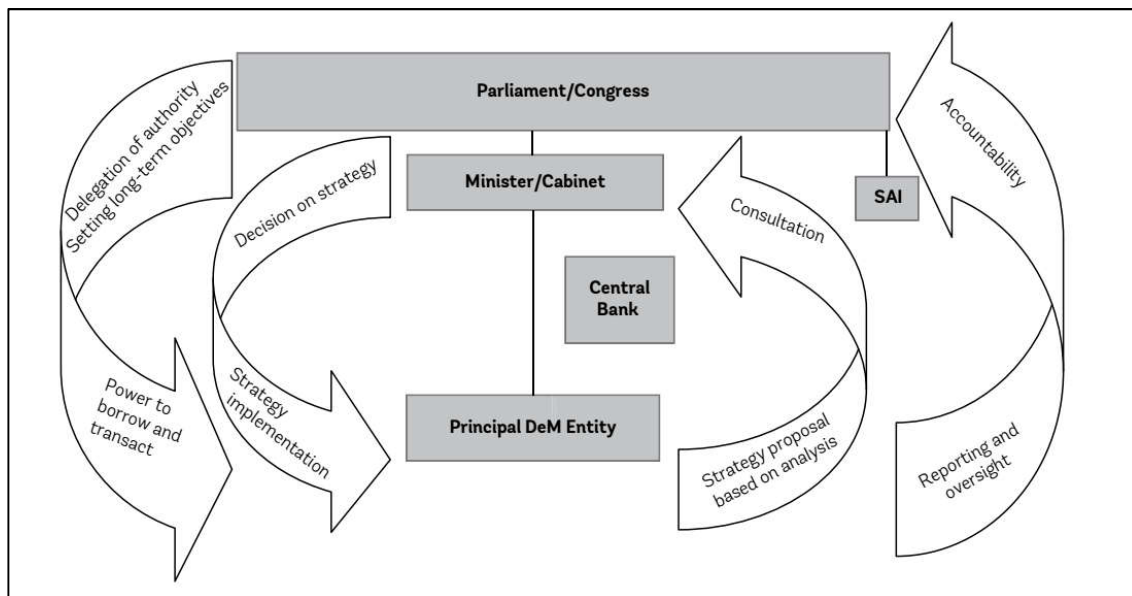 Parliament/Congress
Delegation of authority
Setting long-term objectives
Accountability
Minister/Cabinet
SAI
Decision on strategy
Consultation
Central
Bank
Power to
borrow and
transact
Strategy
implementation
Principal DeM Entity
Strategy proposal
based on analysis
Reporting and
oversight